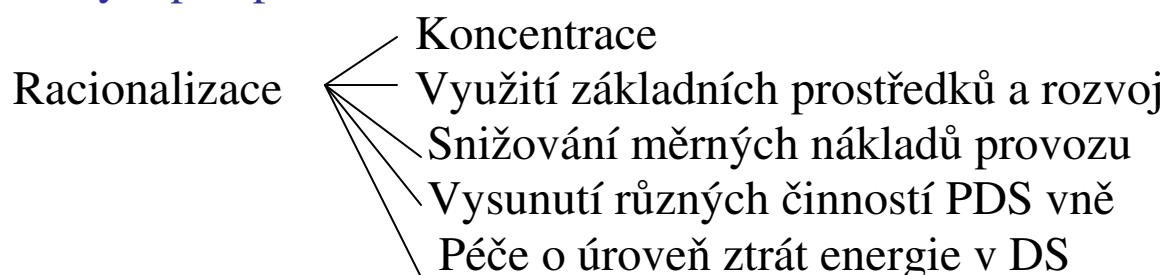 Koncentrace
Racionalizace
Využití základních prostředků a rozvoj
Snižování měrných nákladů provozu
Vysunutí různých činností PDS vně
Péče o úroveň ztrát energie v DS